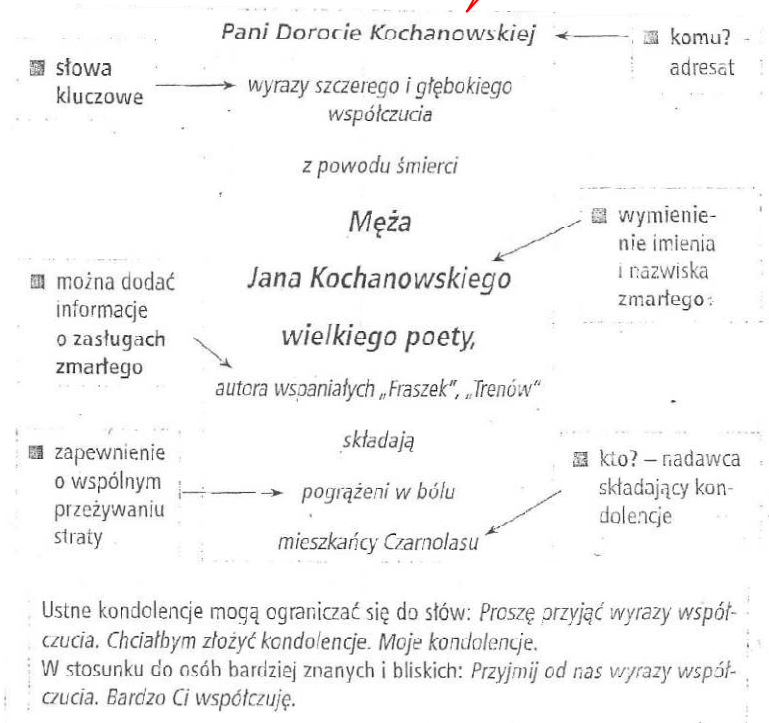 Pani Dorocie Kochanowskiej
komu?
adresat
słowa
kluczowe
wyrazy szczerego i głębokiego
współczucia
z powodu śmierci
Męża
Jana Kochanowskiego
wielkiego poety,
wymienie-
nie imienia
i nazwiska
zmarłego
można dodać
informacje
o zasługach
zmarłego
autora wspaniałych „Fraszek”, „Trenów”
składają
zapewnienie
o wspólnym
przeżywaniu
straty
pogrążeni w bólu
mieszkańcy Czarnolasu
kto? – nadawca
składający kon-
dolencje
Ustne kondolencje mogą ograniczać się do słów: Proszę przyjąć wyrazy współ-
czucia. Chciałbym złożyć kondolencje. Moje kondolencje.
W stosunku do osób bardziej znanych i bliskich: Przyjmij od nas wyrazy współ-
czucia. Bardzo Ci współczuję.